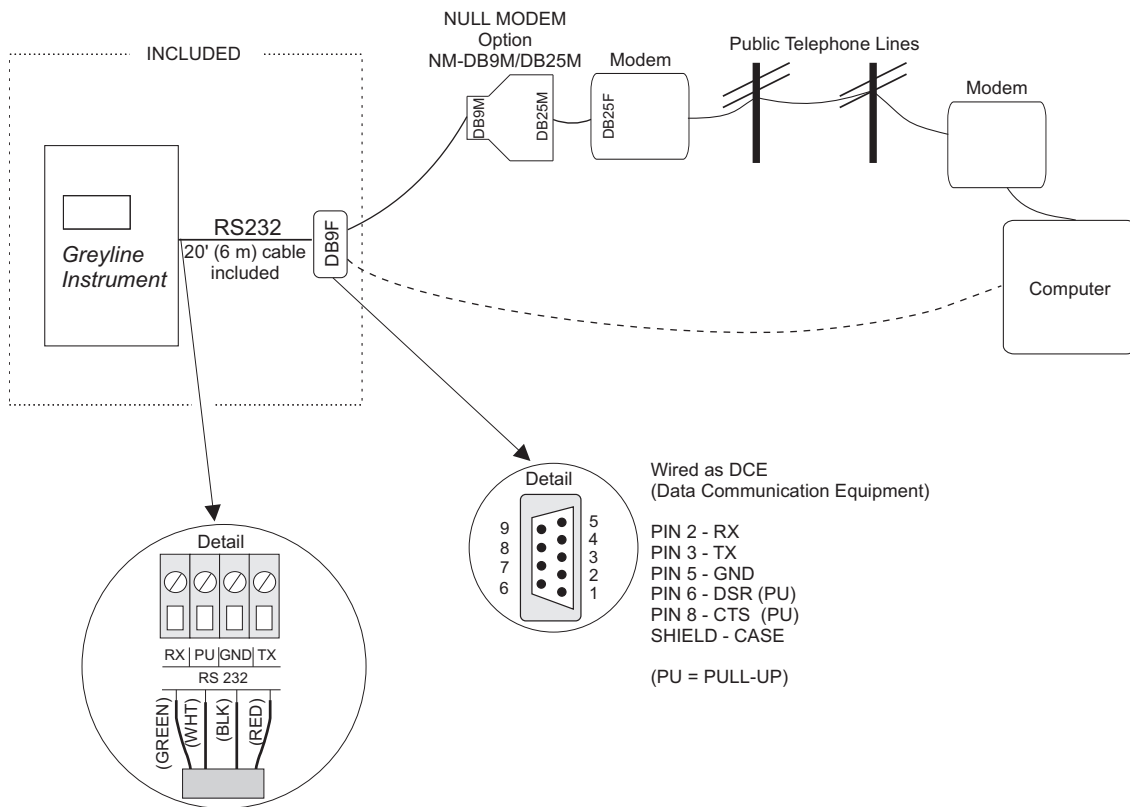 INCLUDED
Greyline
Instrument
RS232
20' (6 m) cable
included
DB9F
NULL MODEM
Option
NM-DB9M/DB25M
DB9M
DB25M
Modem
DB25F
Public Telephone Lines
Modem
Computer
Detail
RX PU GND TX
RS 232
(GREEN)
(WHT)
(BLK)
(RED)
Detail
9
8
7
6
5
4
3
2
1
Wired as DCE
(Data Communication Equipment)
PIN 2 - RX
PIN 3 - TX
PIN 5 - GND
PIN 6 - DSR (PU)
PIN 8 - CTS (PU)
SHIELD - CASE
(PU = PULL-UP)